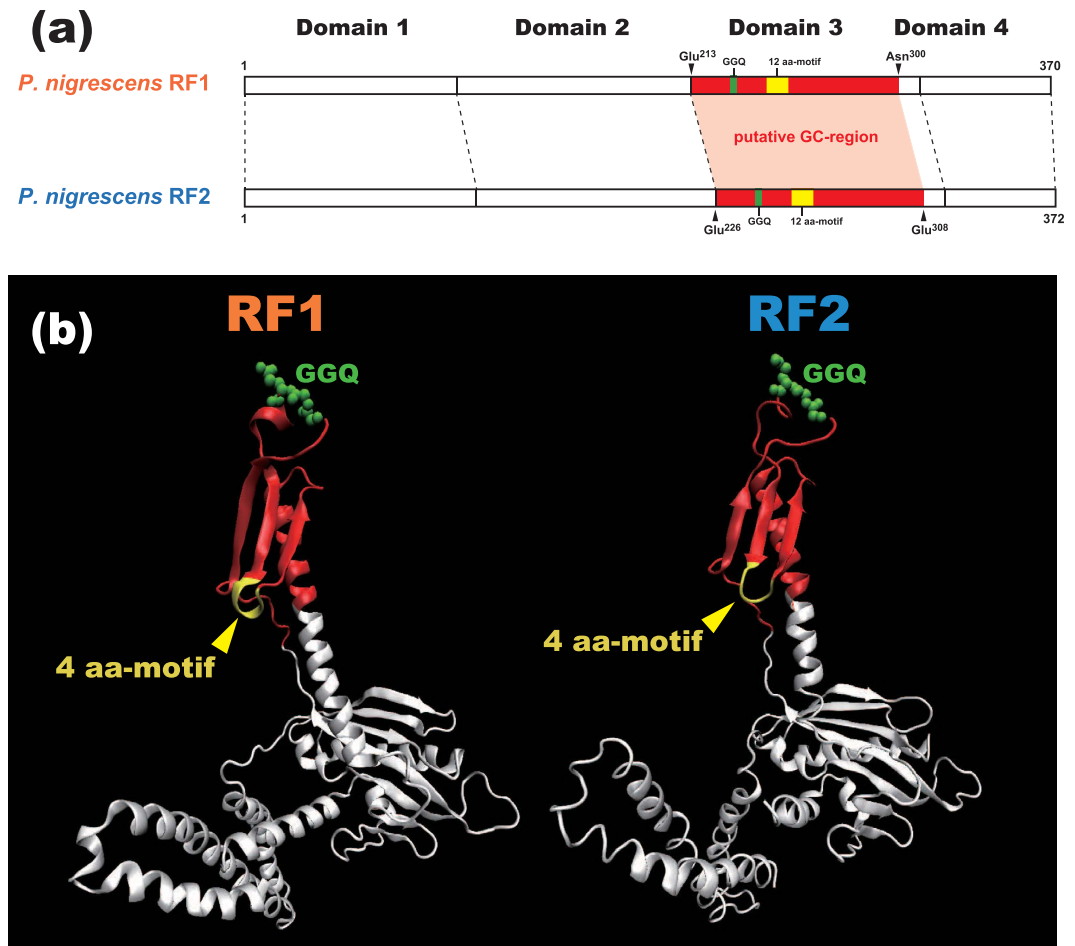 (a)
Domain 1 Domain 2 Domain 3 Domain 4
Glu213 GGQ 12 aa-motif Asn300
1 370
P. nigrescens RF1
putative GC-region
P. nigrescens RF2
1 372
Glu226 GGQ 12 aa-motif Glu308
(b)
RF1 RF2
GGQ GGQ
4 aa-motif 4 aa-motif